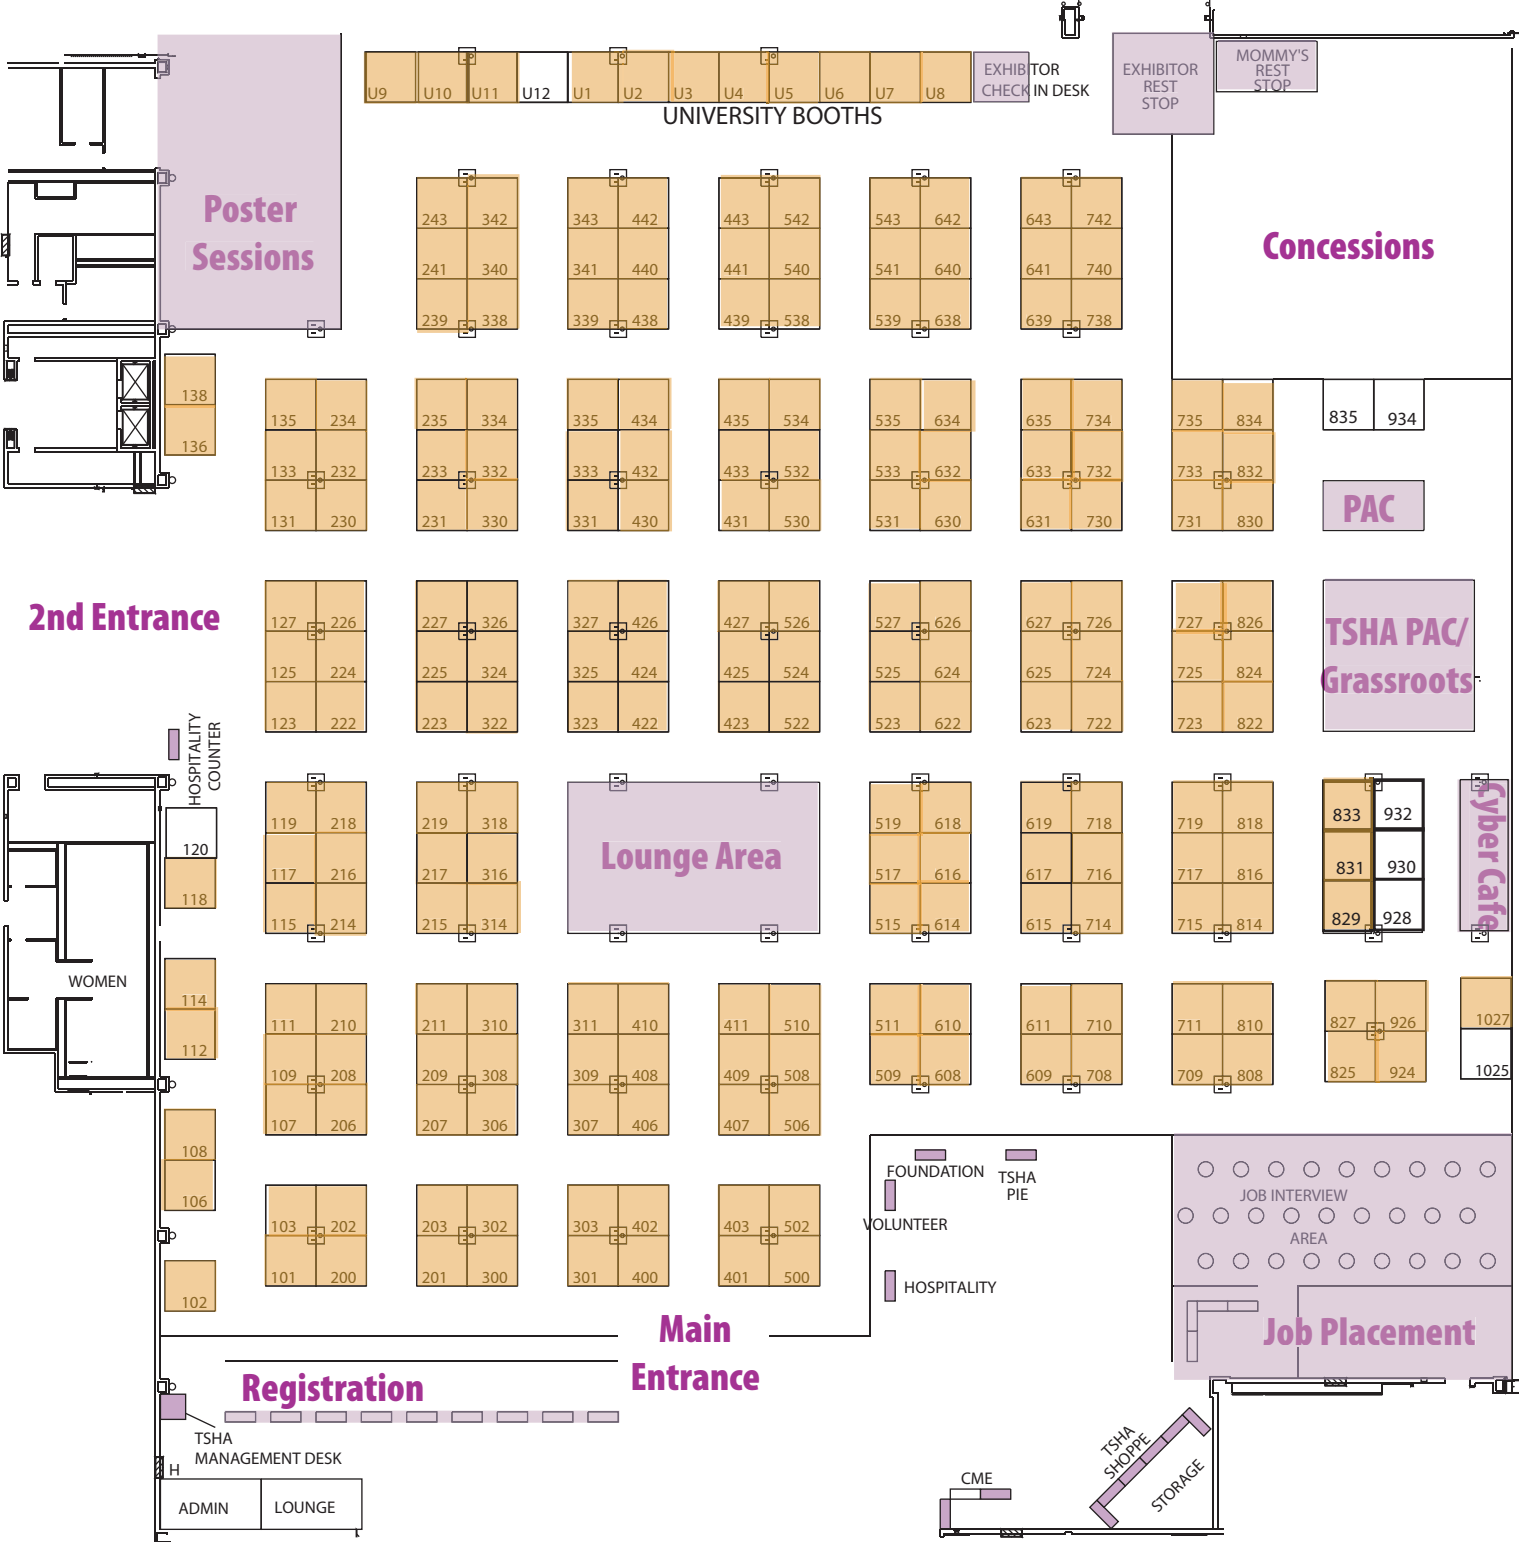 MOMMY'S
REST
STOP
EXHIBITOR
REST
STOP
EXHIBITOR
CHECK IN DESK
U9 U10 U11 U12 U1 U2 U3 U4 U5 U6 U7 U8
UNIVERSITY BOOTHS
Poster
Sessions
Concessions
243 342 343 442 443 542 543 642 643 742
241 340 341 440 441 540 541 640 641 740
239 338 339 438 439 538 539 638 639 738
138
136
135 234 235 334 335 434 435 534 535 634 635 734 735 834 835 934
133 232 233 332 333 432 433 532 533 632 633 732 733 832
131 230 231 330 331 430 431 530 531 630 631 730 731 830
PAC
2nd Entrance
127 226 227 326 327 426 427 526 527 626 627 726 727 826
125 224 225 324 325 424 425 524 525 624 625 724 725 824
123 222 223 322 323 422 423 522 523 622 623 722 723 822
TSHA PAC/
Grassroots
HOSPITALITY
COUNTER
120
118
119 218 219 318 519 618 619 718 719 818 833 932
117 216 217 316 517 616 617 716 717 816 831 930
115 214 215 314 515 614 615 714 715 814 829 928
Lounge Area
Cyber Cafe
WOMEN
114
112
111 210 211 310 311 410 411 510 511 610 611 710 711 810 827 926 1027
109 208 209 308 309 408 409 508 509 608 609 708 709 808 825 924 1025
107 206 207 306 307 406 407 506
108
106
102
103 202 203 302 303 402 403 502
101 200 201 300 301 400 401 500
FOUNDATION
TSHA
PIE
VOLUNTEER
HOSPITALITY
JOB INTERVIEW
AREA
Job Placement
Main
Entrance
Registration
TSHA
MANAGEMENT DESK
H
ADMIN
LOUNGE
CME
TSHA
SHOPPE
STORAGE